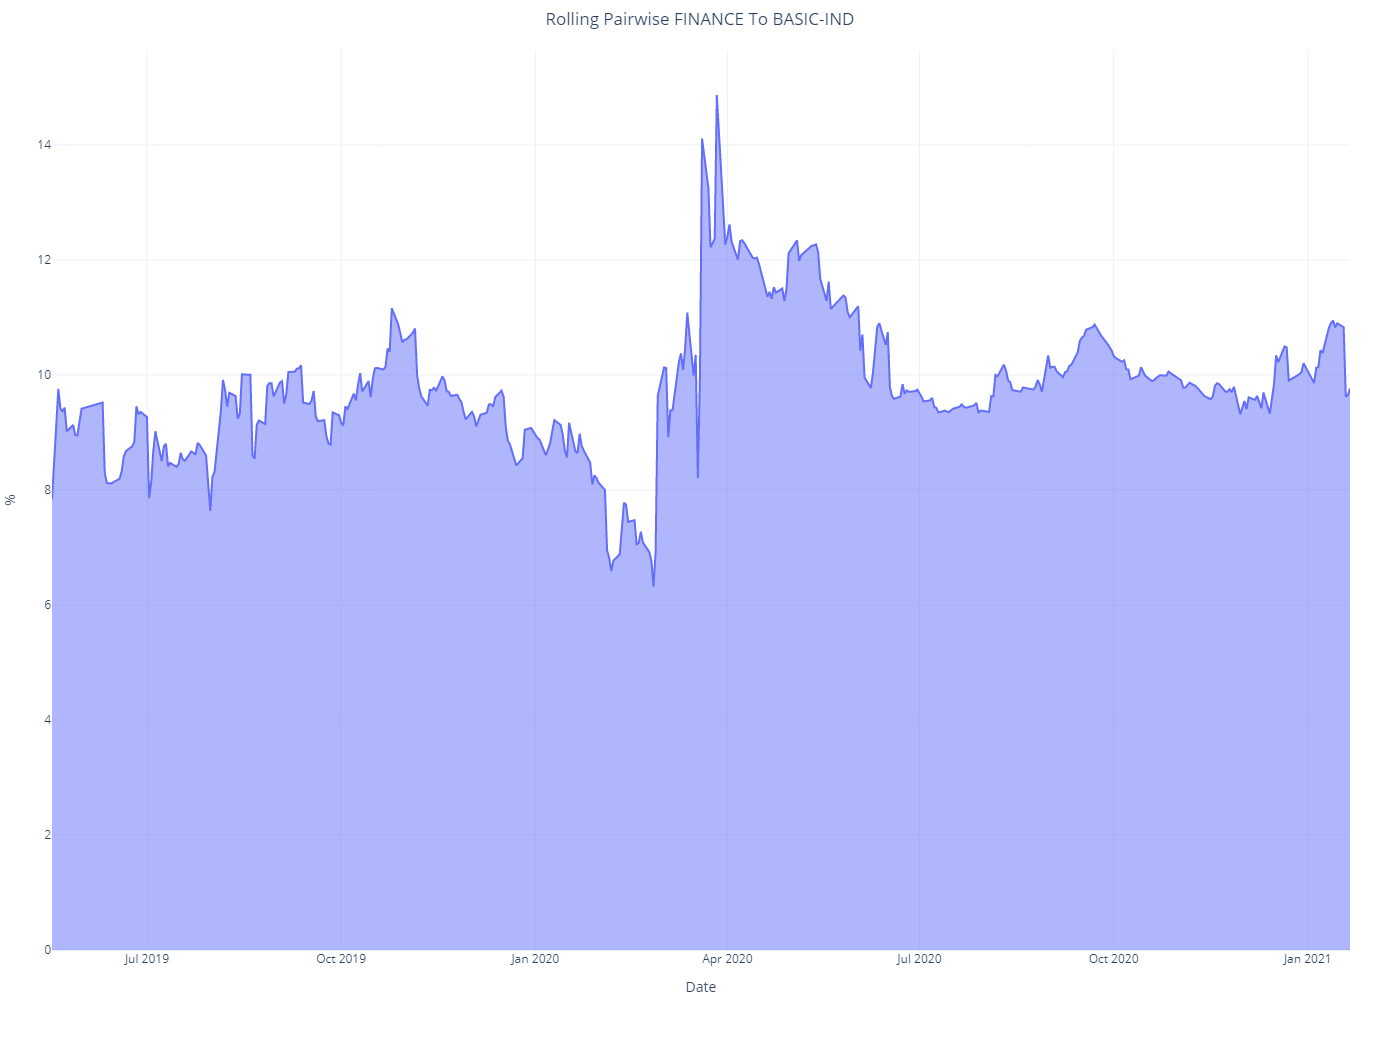 Rolling Pairwise FINANCE To BASIC-IND
14
12
10
8
6
4
2
0
%
Jul 2019
Oct 2019
Jan 2020
Apr 2020
Jul 2020
Oct 2020
Jan 2021
Date